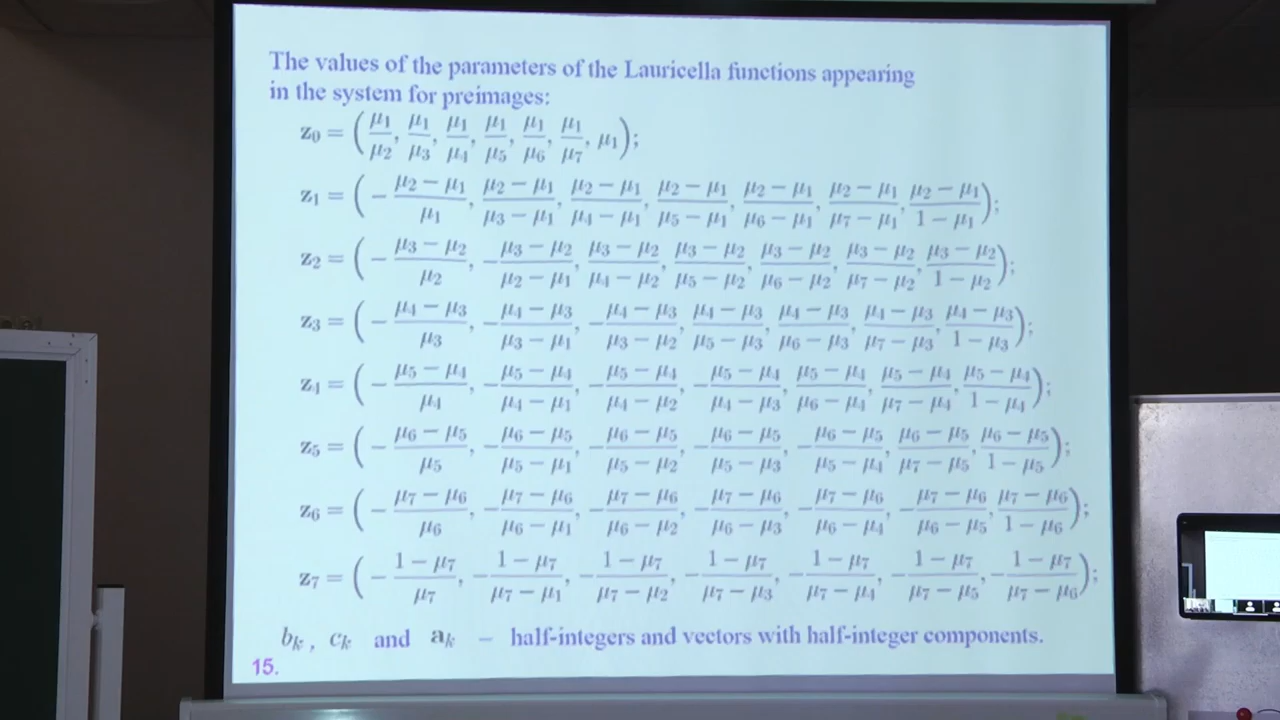 The values of the parameters of the Lauricella functions appearing
in the system for preimages:
z₀ = (μ₁/μ₂, μ₁/μ₃, μ₁/μ₄, μ₁/μ₅, μ₁/μ₆, μ₁/μ₇, μ₁);
z₁ = (− (μ₂ − μ₁)/μ₁, (μ₂ − μ₁)/(μ₃ − μ₁), (μ₂ − μ₁)/(μ₄ − μ₁), (μ₂ − μ₁)/(μ₅ − μ₁), (μ₂ − μ₁)/(μ₆ − μ₁), (μ₂ − μ₁)/(μ₇ − μ₁), (μ₂ − μ₁)/(1 − μ₁));
z₂ = (− (μ₃ − μ₂)/μ₂, − (μ₃ − μ₂)/(μ₂ − μ₁), (μ₃ − μ₂)/(μ₄ − μ₂), (μ₃ − μ₂)/(μ₅ − μ₂), (μ₃ − μ₂)/(μ₆ − μ₂), (μ₃ − μ₂)/(μ₇ − μ₂), (μ₃ − μ₂)/(1 − μ₂));
z₃ = (− (μ₄ − μ₃)/μ₃, − (μ₄ − μ₃)/(μ₃ − μ₁), − (μ₄ − μ₃)/(μ₃ − μ₂), (μ₄ − μ₃)/(μ₅ − μ₃), (μ₄ − μ₃)/(μ₆ − μ₃), (μ₄ − μ₃)/(μ₇ − μ₃), (μ₄ − μ₃)/(1 − μ₃));
z₄ = (− (μ₅ − μ₄)/μ₄, − (μ₅ − μ₄)/(μ₄ − μ₁), − (μ₅ − μ₄)/(μ₄ − μ₂), − (μ₅ − μ₄)/(μ₄ − μ₃), (μ₅ − μ₄)/(μ₆ − μ₄), (μ₅ − μ₄)/(μ₇ − μ₄), (μ₅ − μ₄)/(1 − μ₄));
z₅ = (− (μ₆ − μ₅)/μ₅, − (μ₆ − μ₅)/(μ₅ − μ₁), − (μ₆ − μ₅)/(μ₅ − μ₂), − (μ₆ − μ₅)/(μ₅ − μ₃), − (μ₆ − μ₅)/(μ₅ − μ₄), (μ₆ − μ₅)/(μ₇ − μ₅), (μ₆ − μ₅)/(1 − μ₅));
z₆ = (− (μ₇ − μ₆)/μ₆, − (μ₇ − μ₆)/(μ₆ − μ₁), − (μ₇ − μ₆)/(μ₆ − μ₂), − (μ₇ − μ₆)/(μ₆ − μ₃), − (μ₇ − μ₆)/(μ₆ − μ₄), − (μ₇ − μ₆)/(μ₆ − μ₅), (μ₇ − μ₆)/(1 − μ₆));
z₇ = (− (1 − μ₇)/μ₇, − (1 − μ₇)/(μ₇ − μ₁), − (1 − μ₇)/(μ₇ − μ₂), − (1 − μ₇)/(μ₇ − μ₃), − (1 − μ₇)/(μ₇ − μ₄), − (1 − μ₇)/(μ₇ − μ₅), − (1 − μ₇)/(μ₇ − μ₆));
bₖ, cₖ and aₖ – half-integers and vectors with half-integer components.
15.